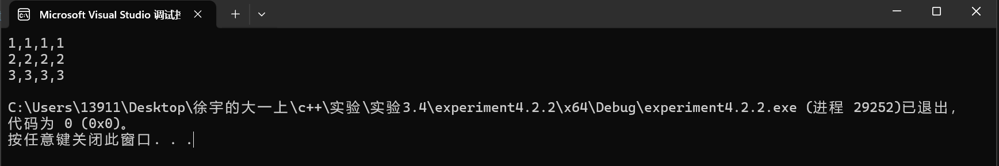 Microsoft Visual Studio 调试
1,1,1,1
2,2,2,2
3,3,3,3
C:\Users\13911\Desktop\徐宇的大一上\c++\实验\实验3.4\experiment4.2.2\x64\Debug\experiment4.2.2.exe (进程 29252)已退出，
代码为 0 (0x0)。
按任意键关闭此窗口. . .